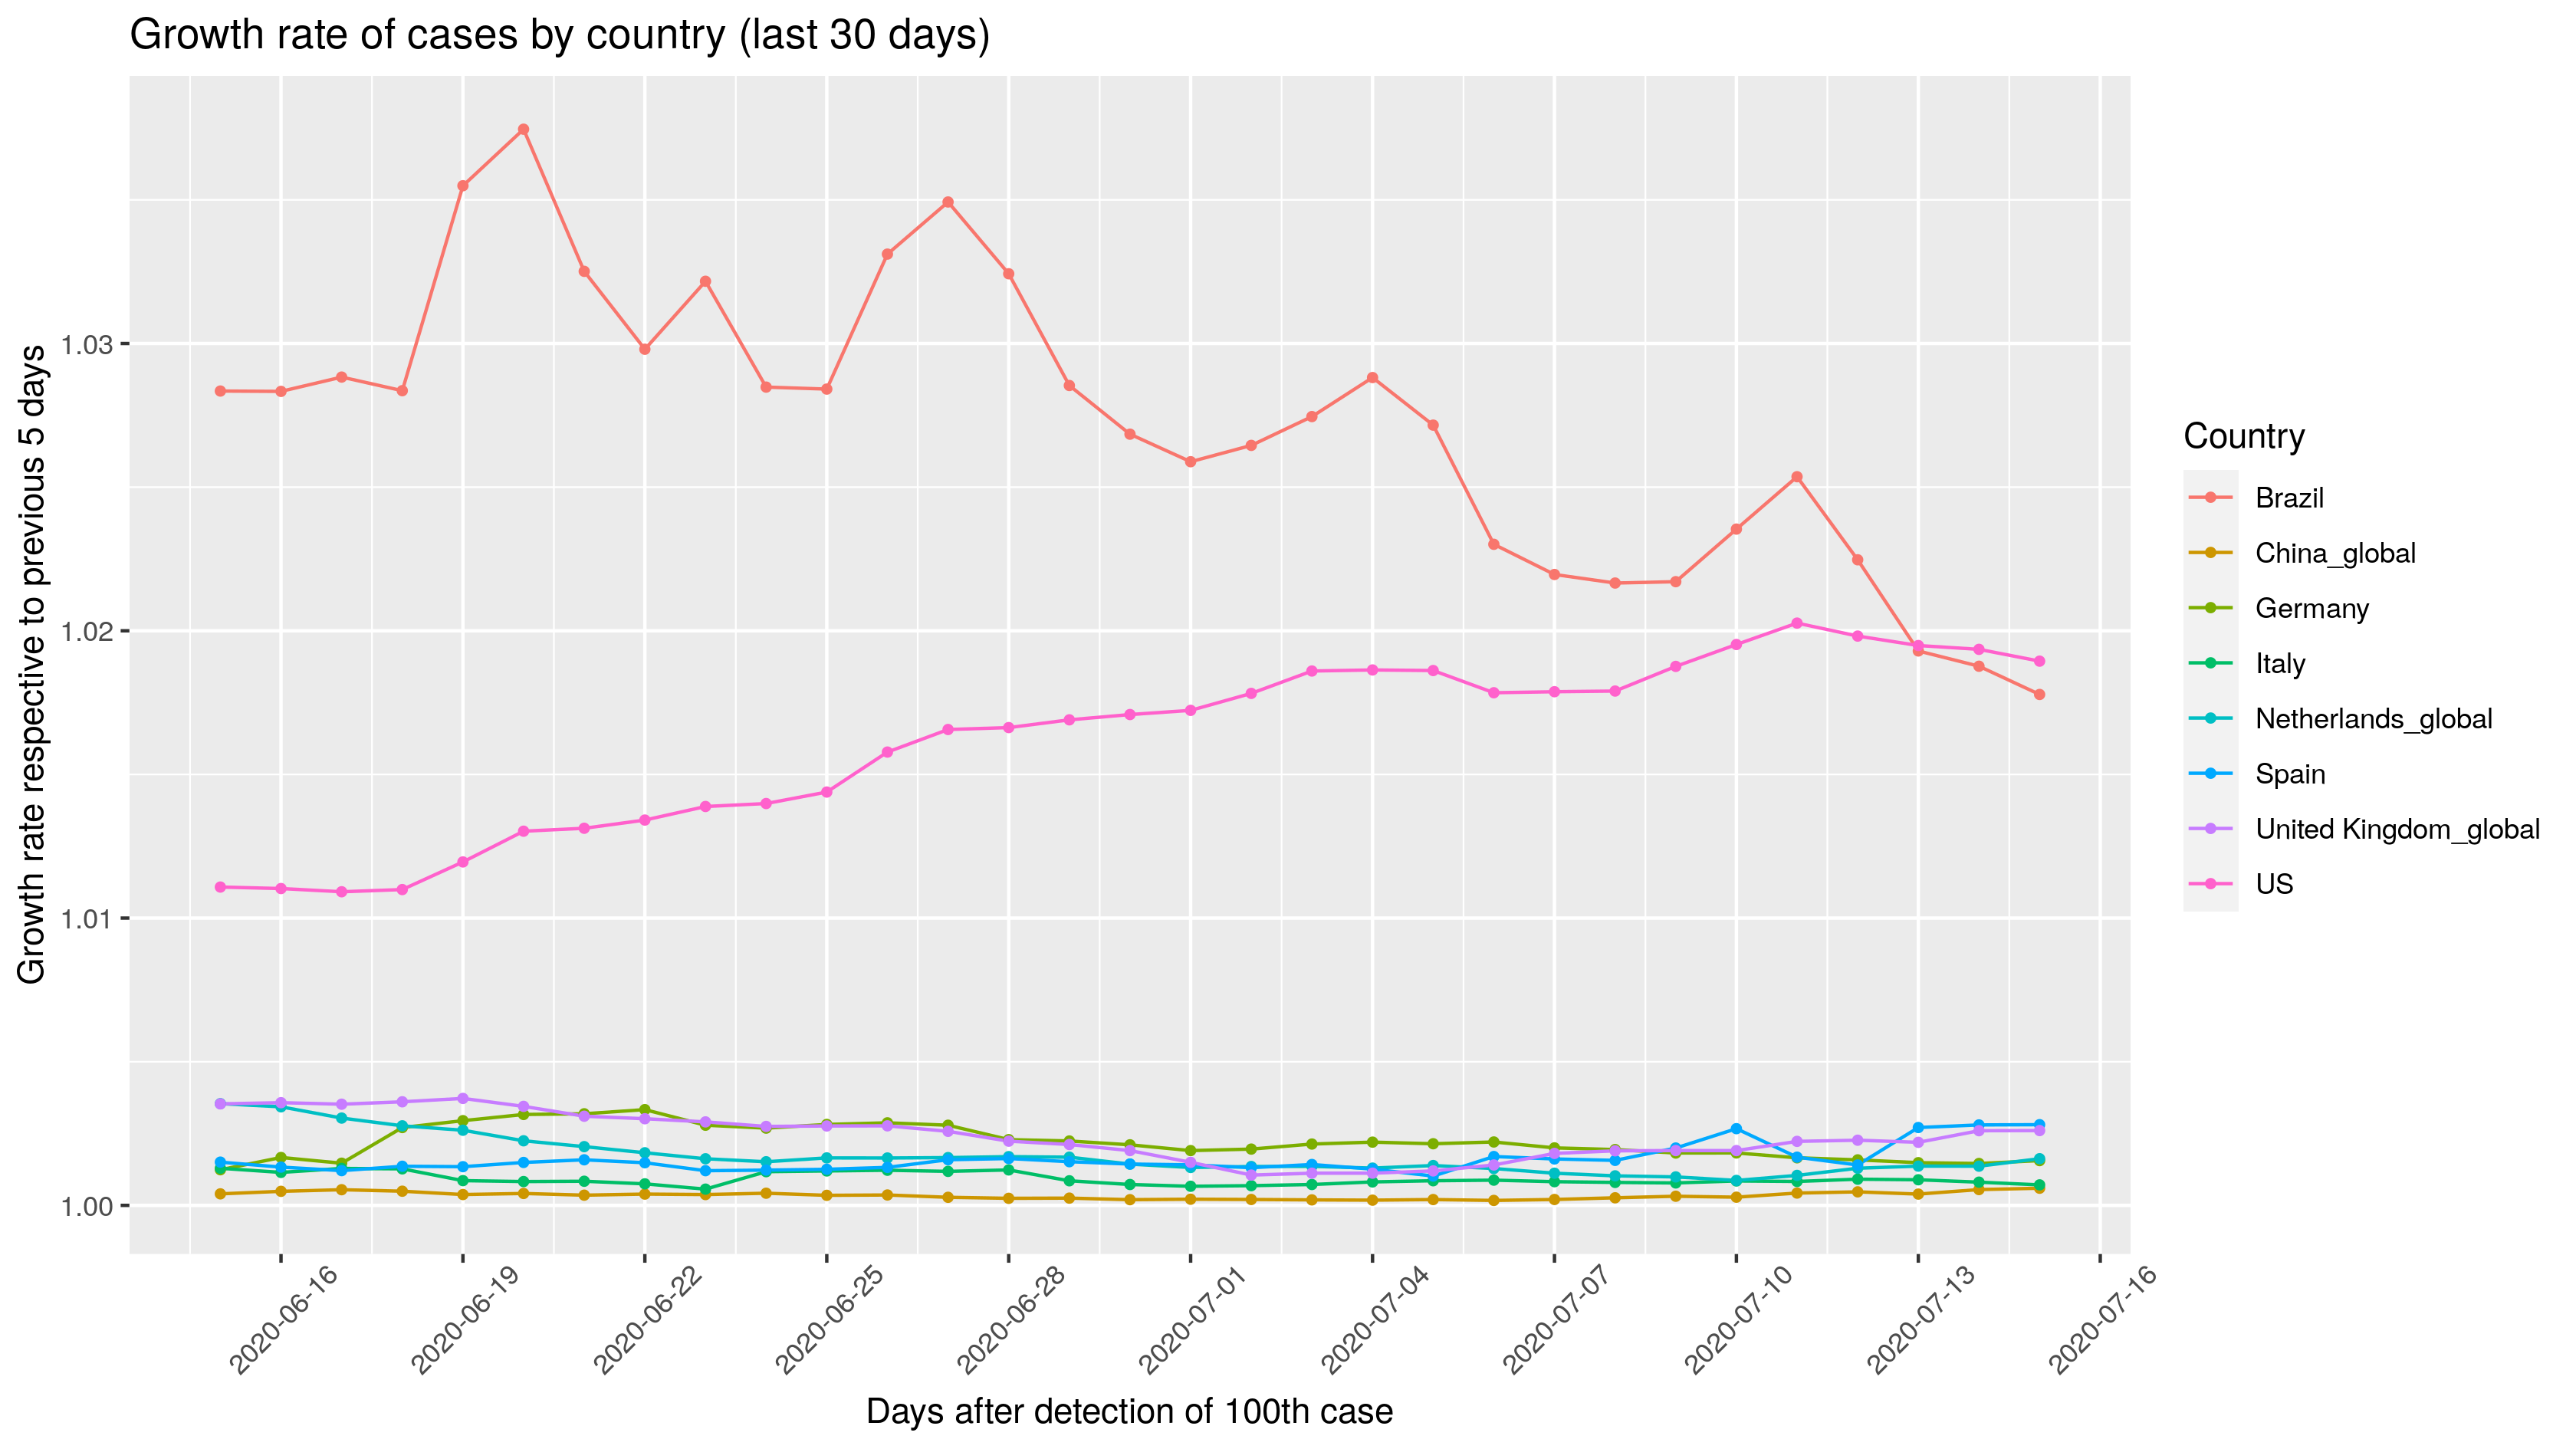 Growth rate of cases by country (last 30 days)
Growth rate respective to previous 5 days
1.03
1.02
1.01
1.00
2020-06-16
2020-06-19
2020-06-22
2020-06-25
2020-06-28
2020-07-01
2020-07-04
2020-07-07
2020-07-10
2020-07-13
2020-07-16
Days after detection of 100th case
Country
Brazil
China_global
Germany
Italy
Netherlands_global
Spain
United Kingdom_global
US